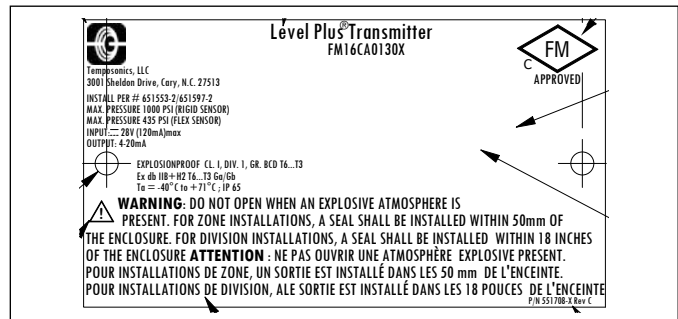 Level Plus® Transmitter
FM16CA0130X
FM
C
APPROVED
Temposonics, LLC
3001 Sheldon Drive, Cary, N.C. 27513
INSTALL PER # 651553-2/651597-2
MAX. PRESSURE 1000 PSI (RIGID SENSOR)
MAX. PRESSURE 435 PSI (FLEX SENSOR)
INPUT: ⎓ 28V (120mA)max
OUTPUT: 4-20mA
EXPLOSIONPROOF CL. I, DIV. 1, GR. BCD T6...T3
Ex db IIB+H2 T6...T3 Ga/Gb
Ta = -40°C to +71°C ; IP 65
WARNING: DO NOT OPEN WHEN AN EXPLOSIVE ATMOSPHERE IS
PRESENT. FOR ZONE INSTALLATIONS, A SEAL SHALL BE INSTALLED WITHIN 50mm OF
THE ENCLOSURE. FOR DIVISION INSTALLATIONS, A SEAL SHALL BE INSTALLED WITHIN 18 INCHES
OF THE ENCLOSURE ATTENTION : NE PAS OUVRIR UNE ATMOSPHÈRE EXPLOSIVE PRESENT.
POUR INSTALLATIONS DE ZONE, UN SORTIE EST INSTALLÉ DANS LES 50 mm DE L'ENCEINTE.
POUR INSTALLATIONS DE DIVISION, ALE SORTIE EST INSTALLÉ DANS LES 18 POUCES DE L'ENCEINTE
P/N 551708-X Rev C